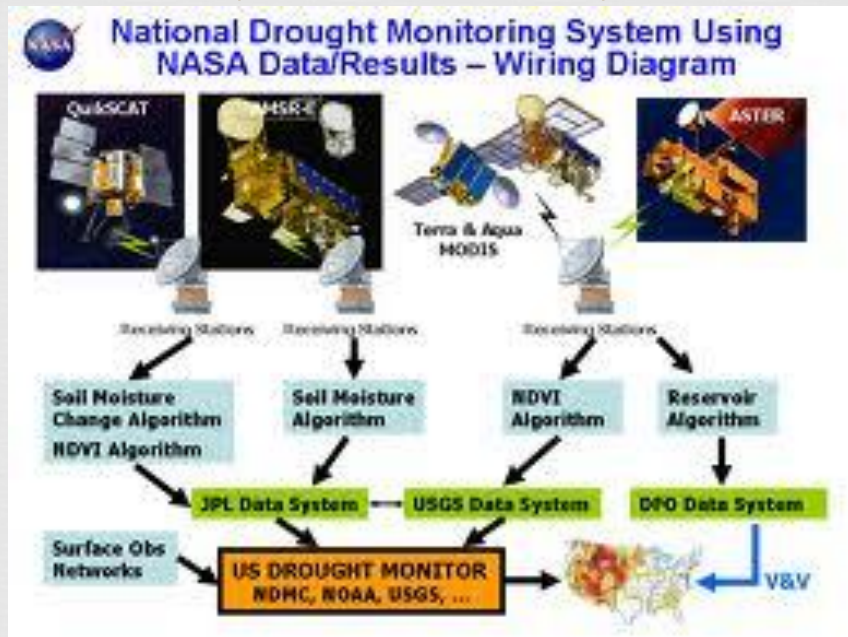 NASA
National Drought Monitoring System Using
NASA Data/Results – Wiring Diagram
QuikSCAT
AMSR-E
ASTER
Terra & Aqua
MODIS
Receiving Stations
Receiving Stations
Receiving Stations
Soil Moisture
Change Algorithm
NDVI Algorithm
Soil Moisture
Algorithm
NDVI
Algorithm
Reservoir
Algorithm
JPL Data System
USGS Data System
DFO Data System
Surface Obs
Networks
US DROUGHT MONITOR
NDMC, NOAA, USGS, ...
V&V